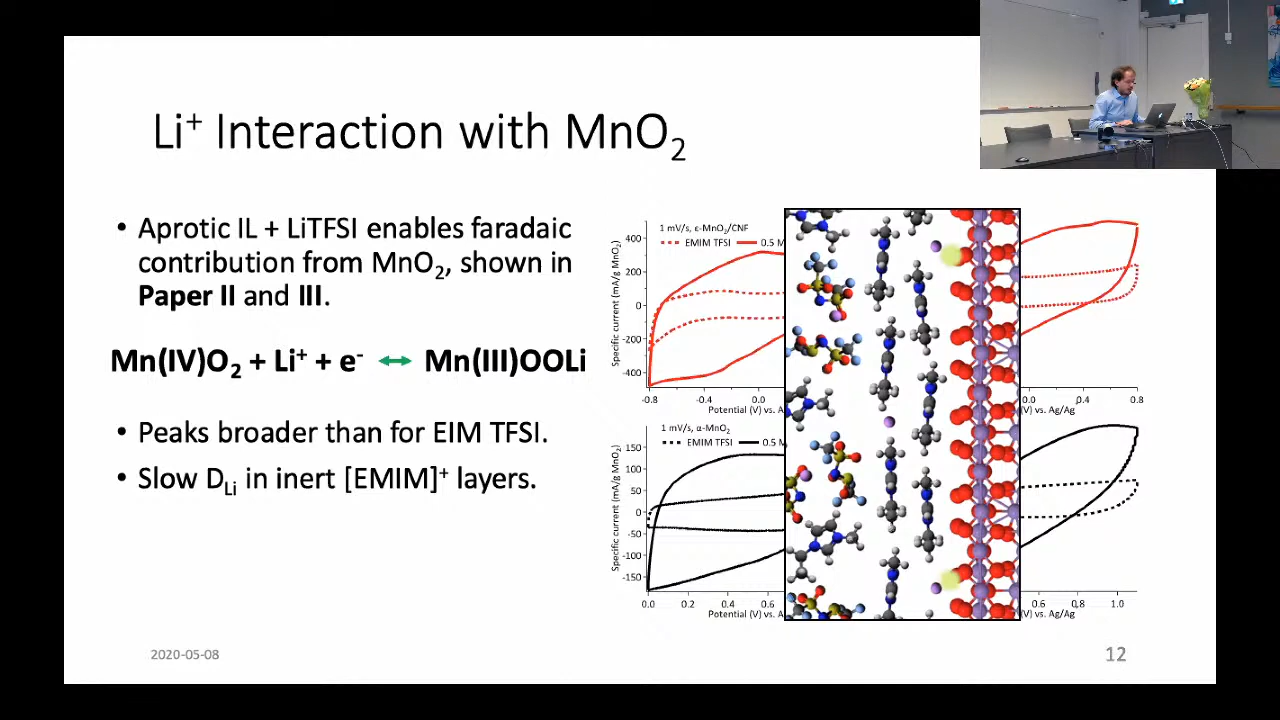 Li⁺ Interaction with MnO₂
• Aprotic IL + LiTFSI enables faradaic
contribution from MnO₂, shown in
Paper II and III.
Mn(IV)O₂ + Li⁺ + e⁻ ↔ Mn(III)OOLi
• Peaks broader than for EIM TFSI.
• Slow D_Li in inert [EMIM]⁺ layers.
1 mV/s, ε-MnO₂/CNF
EMIM TFSI 0.5 M
Specific current (mA/g MnO₂)
400
200
0
-200
-400
-0.8 -0.4 0.0 0.0 0.4 0.8
Potential (V) vs. A (V) vs. Ag/Ag
1 mV/s, α-MnO₂
EMIM TFSI 0.5 M
Specific current (mA/g MnO₂)
150
100
50
0
-50
-100
-150
0.0 0.2 0.4 0.6 0.6 0.8 1.0
Potential (V) vs. A (V) vs. Ag/Ag
2020-05-08
12